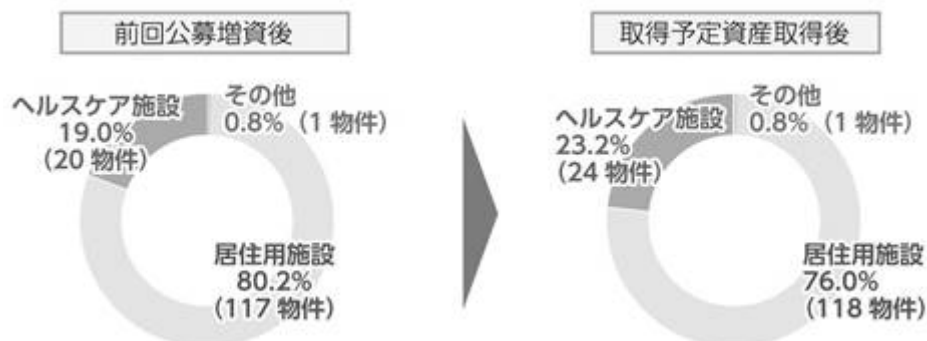 前回公募増資後
ヘルスケア施設
19.0%
(20 物件)
その他
0.8% (1 物件)
居住用施設
80.2%
(117 物件)
取得予定資産取得後
ヘルスケア施設
23.2%
(24 物件)
その他
0.8% (1 物件)
居住用施設
76.0%
(118 物件)